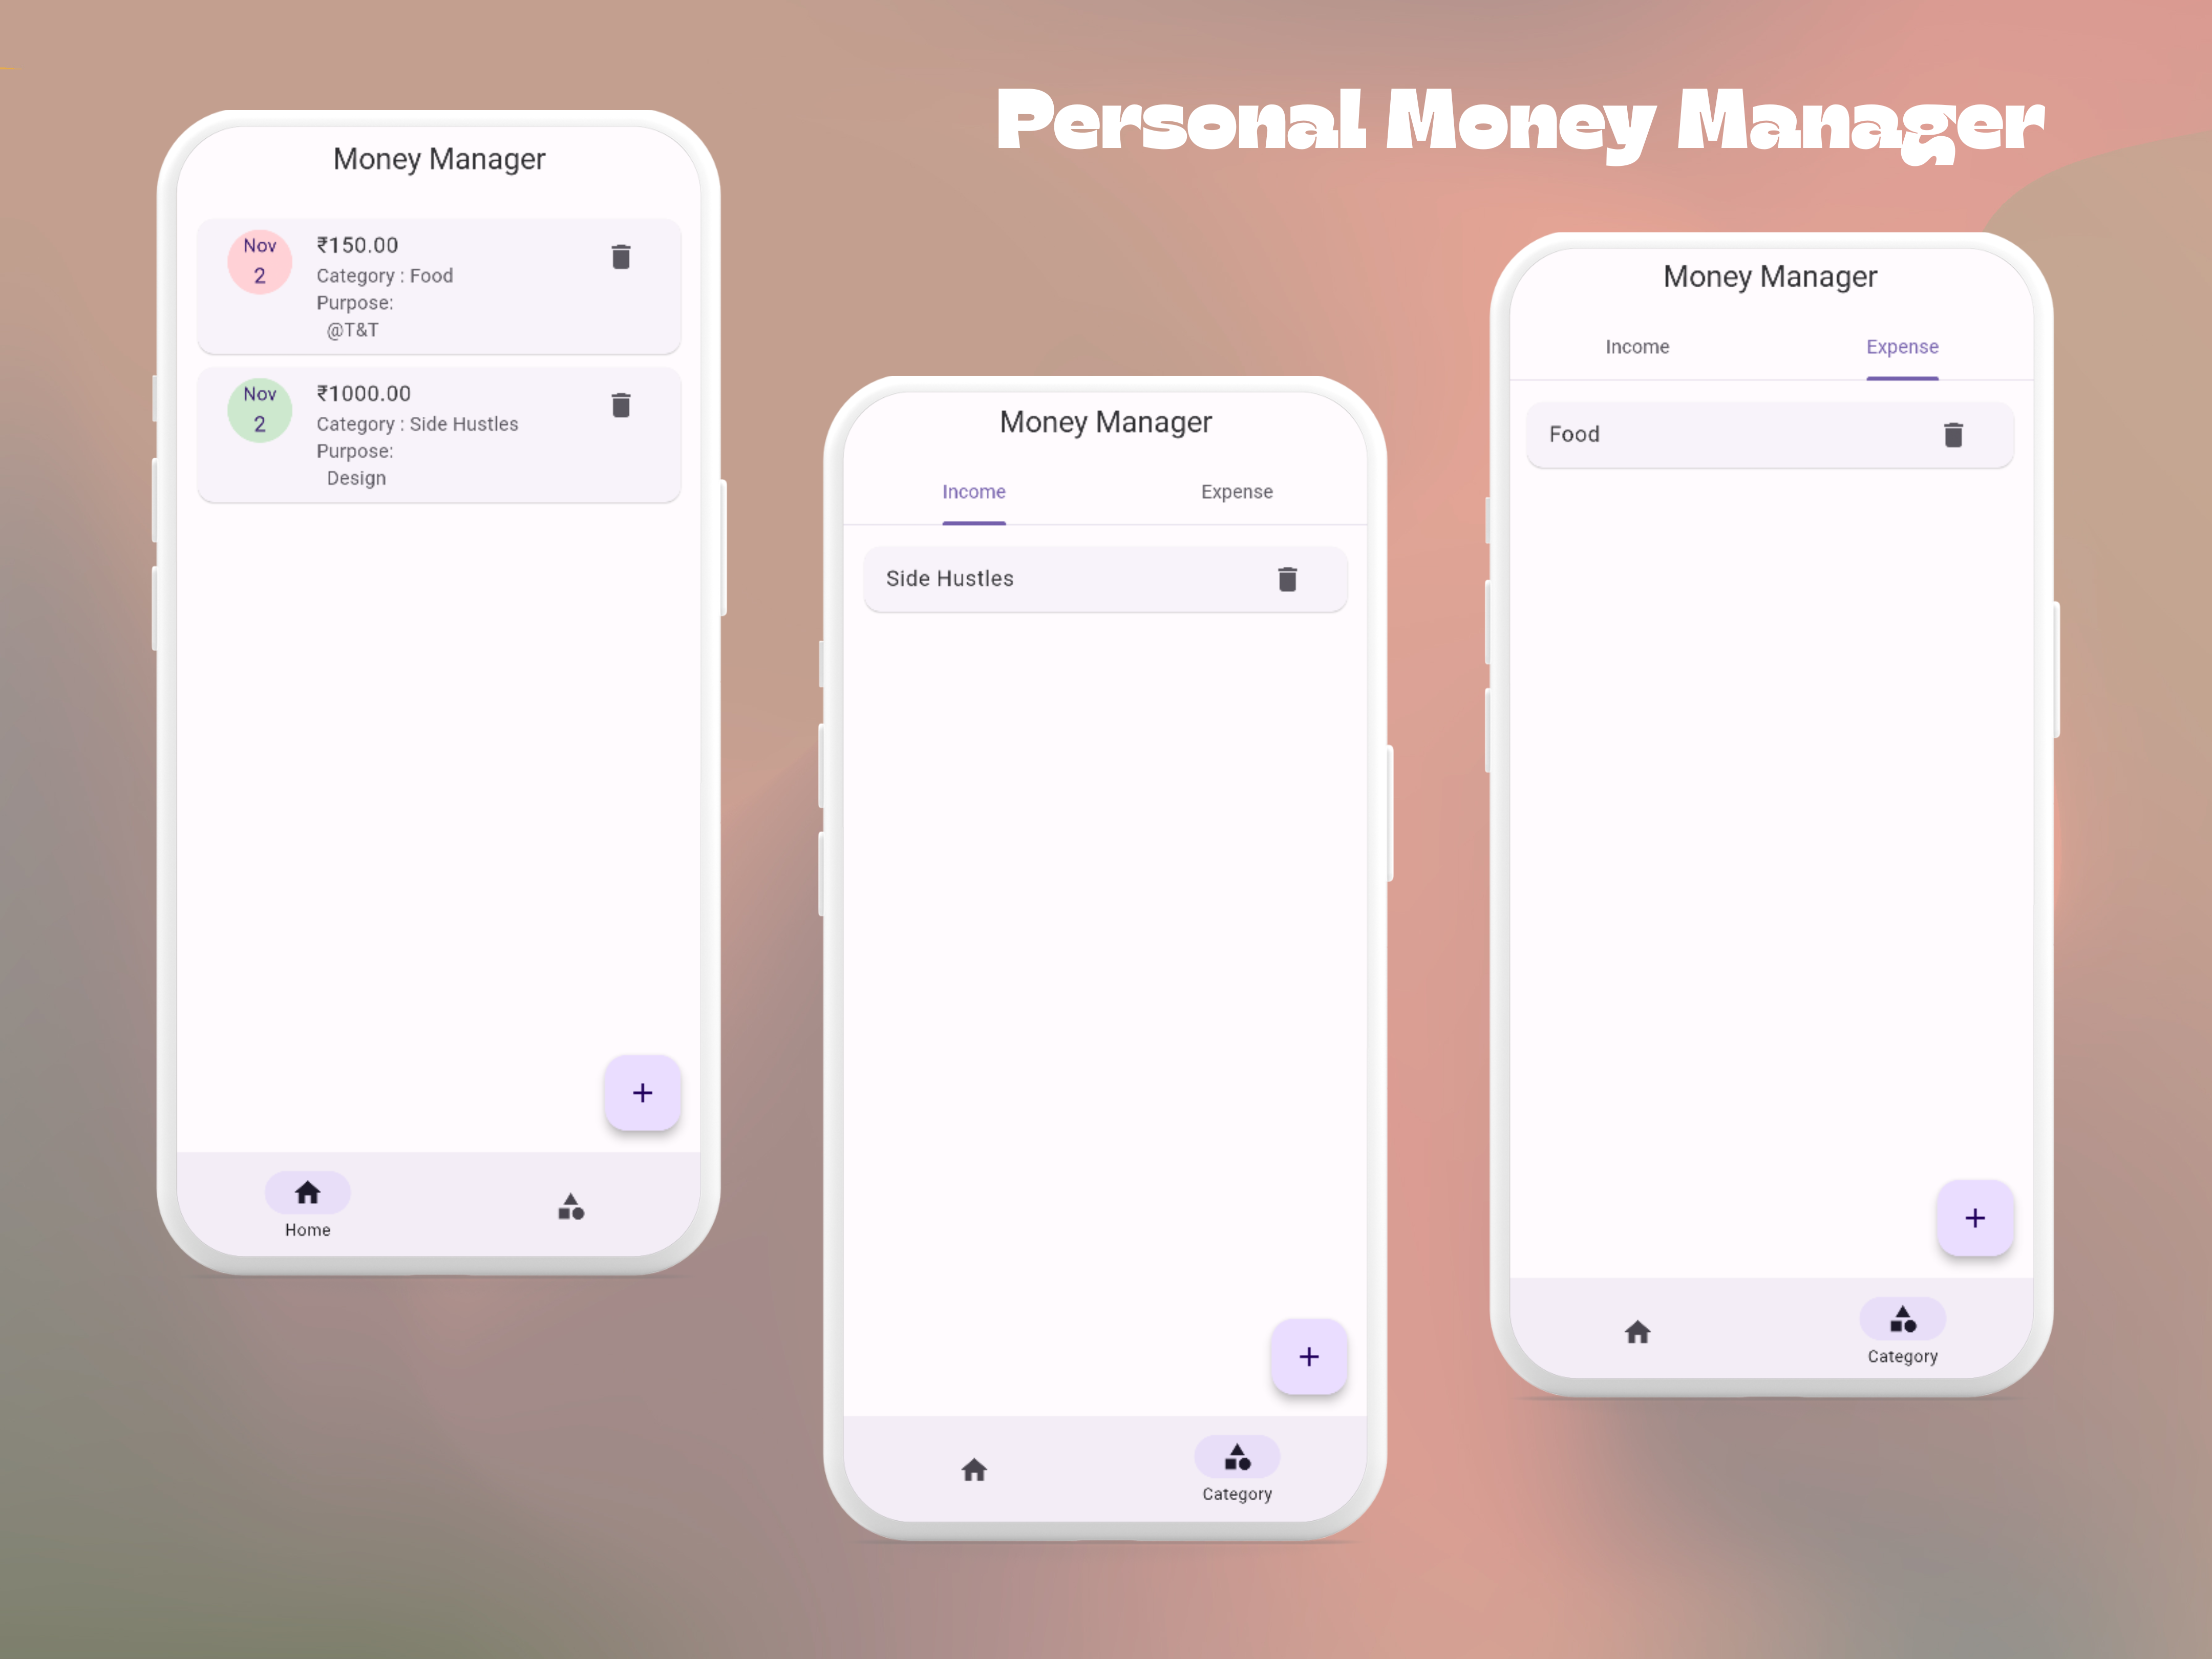 Personal Money Manager
Money Manager
Nov
2
₹150.00
Category : Food
Purpose:
@T&T
Nov
2
₹1000.00
Category : Side Hustles
Purpose:
Design
+
Home
Money Manager
Income Expense
Side Hustles
+
Category
Money Manager
Income Expense
Food
+
Category